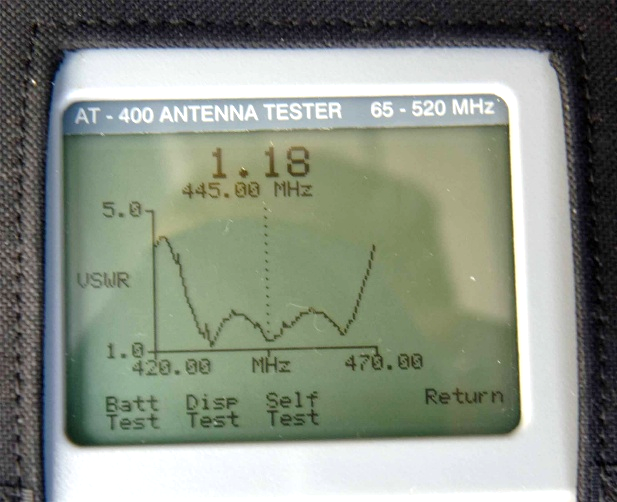 AT - 400 ANTENNA TESTER 65 - 520 MHz
1.18
445.00 MHz
5.0
VSWR
1.0
420.00 MHz 470.00
Batt Disp Self Return
Test Test Test